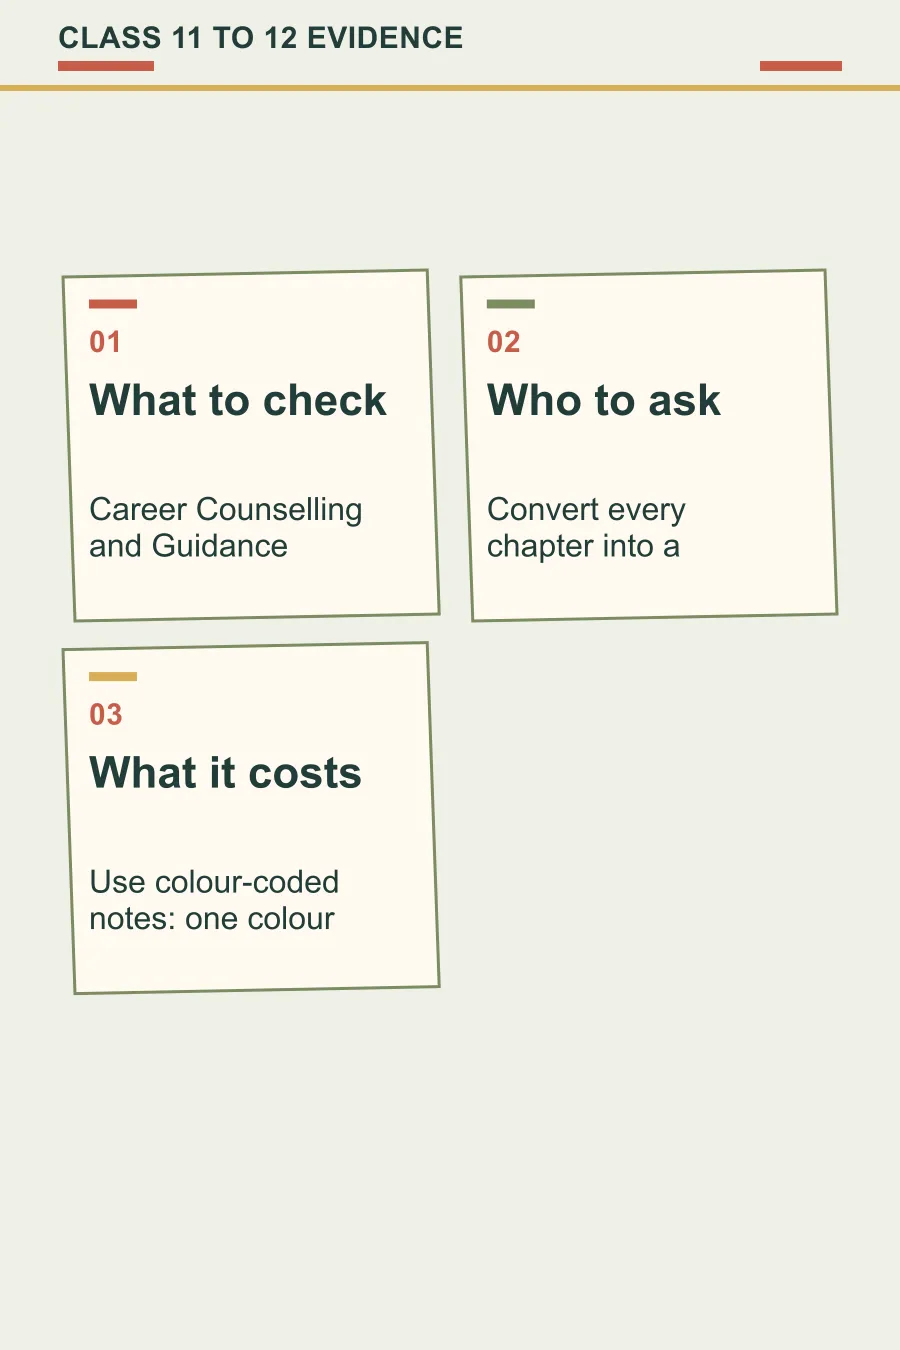 CLASS 11 TO 12 EVIDENCE
01
What to check
Career Counselling
and Guidance
02
Who to ask
Convert every
chapter into a
03
What it costs
Use colour-coded
notes: one colour